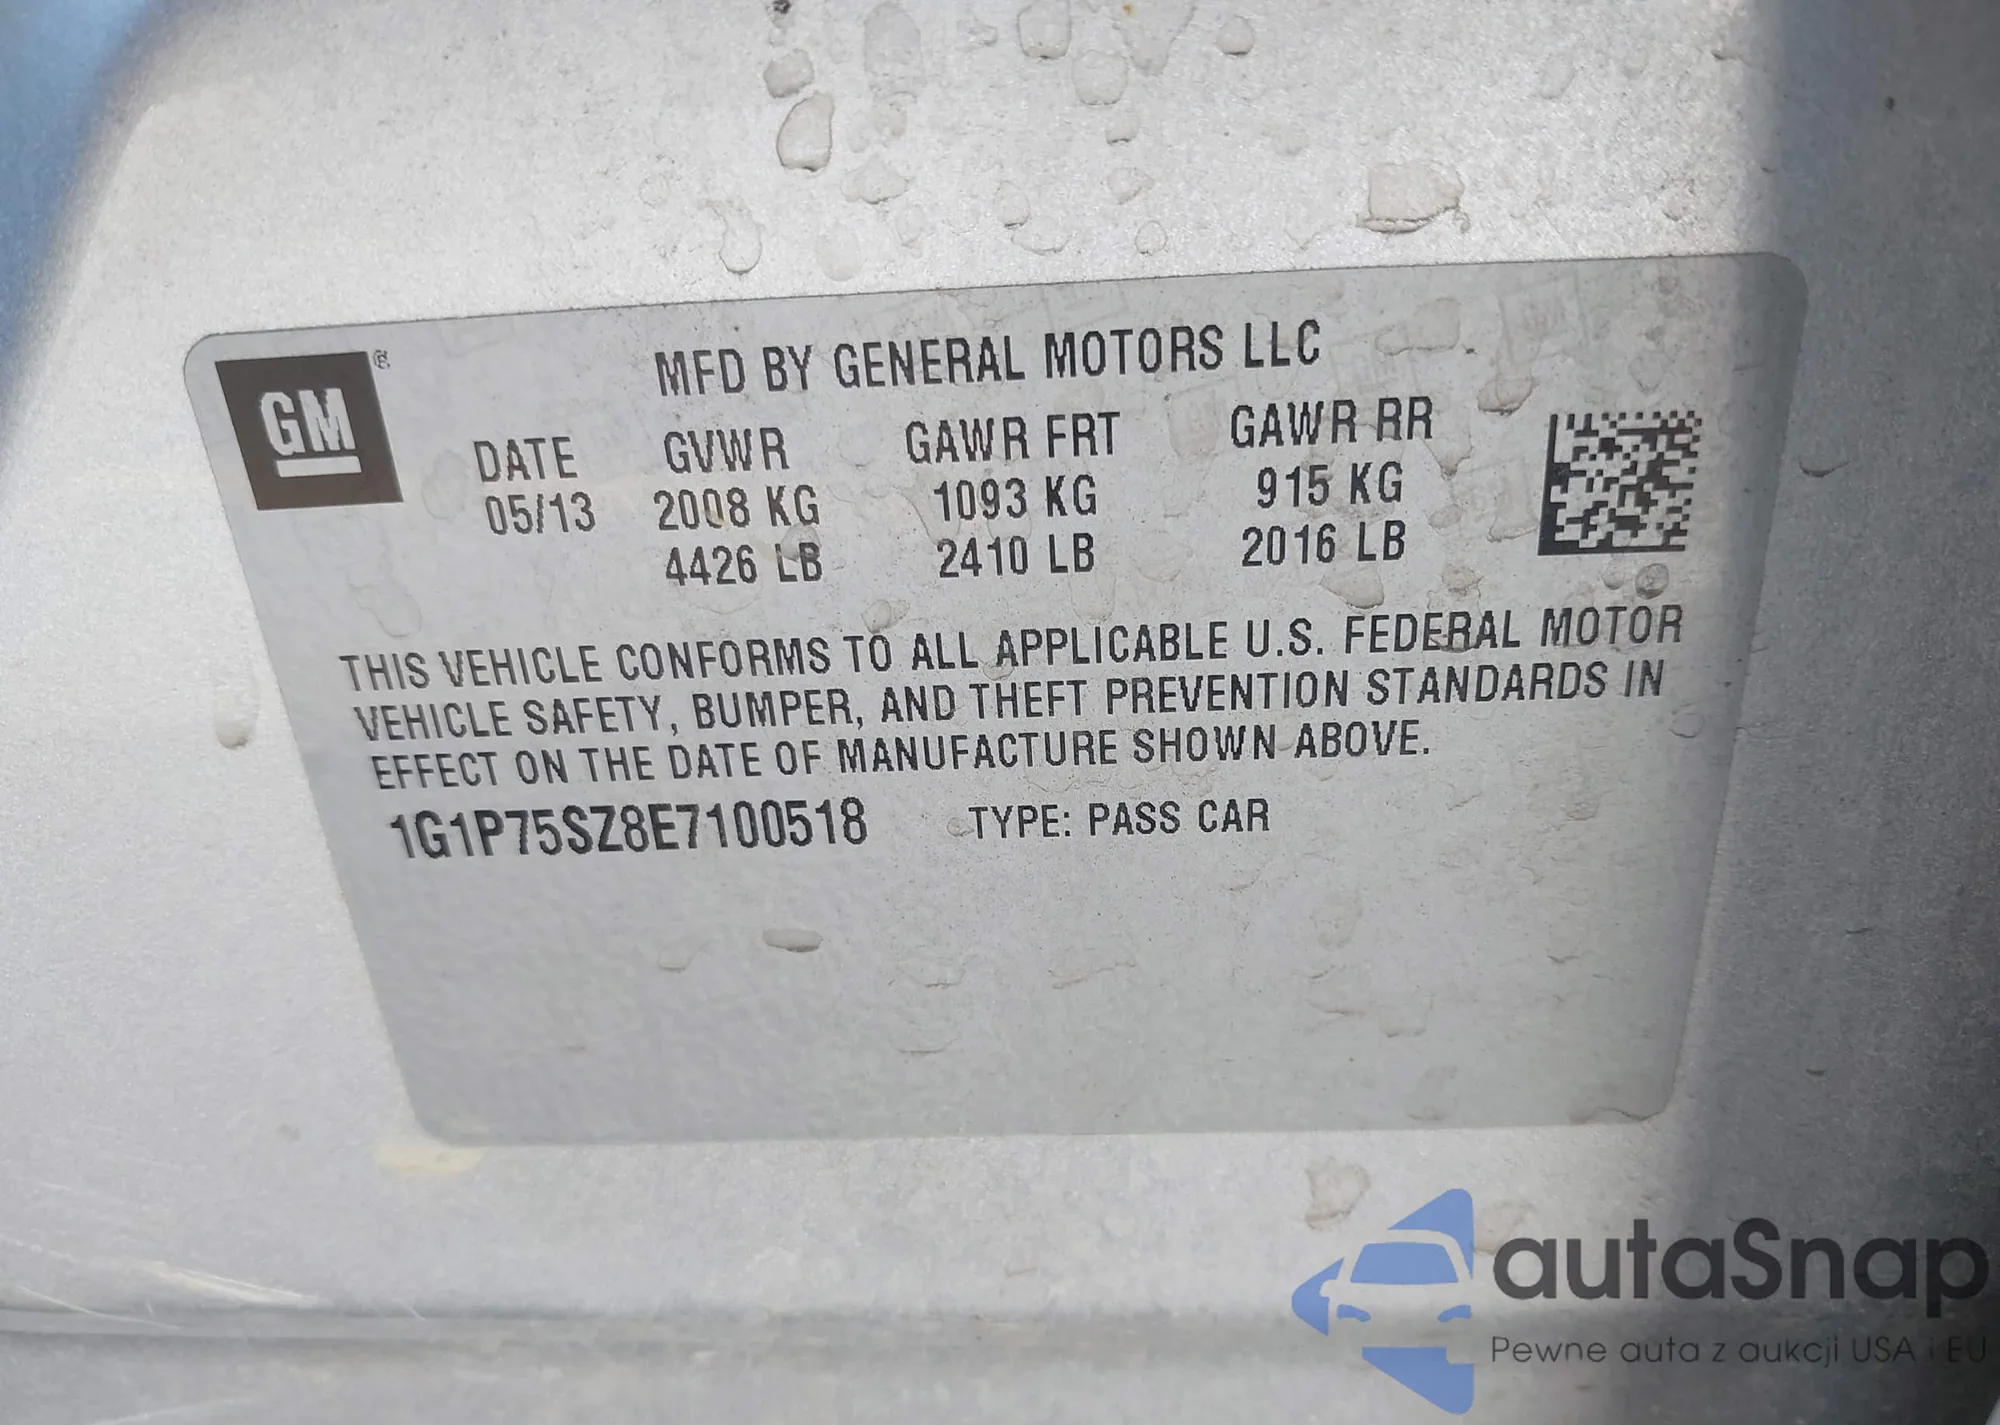 GM ®
MFD BY GENERAL MOTORS LLC
DATE GVWR GAWR FRT GAWR RR
05/13 2008 KG 1093 KG 915 KG
4426 LB 2410 LB 2016 LB
THIS VEHICLE CONFORMS TO ALL APPLICABLE U.S. FEDERAL MOTOR
VEHICLE SAFETY, BUMPER, AND THEFT PREVENTION STANDARDS IN
EFFECT ON THE DATE OF MANUFACTURE SHOWN ABOVE.
1G1P75SZ8E7100518 TYPE: PASS CAR
autaSnap
Pewne auta z aukcji USA i EU